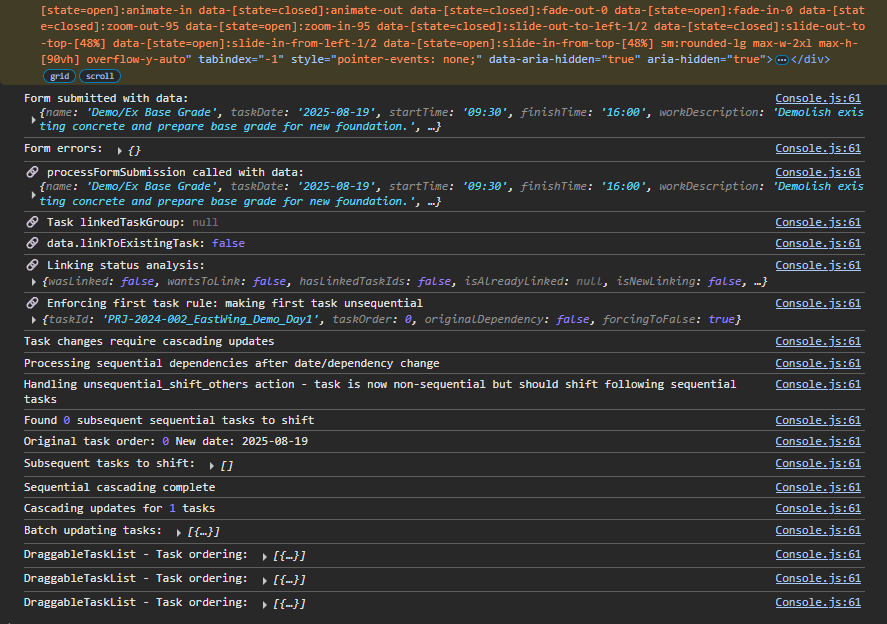 [state=open]:animate-in data-[state=closed]:animate-out data-[state=closed]:fade-out-0 data-[state=open]:fade-in-0 data-[stat
e=closed]:zoom-out-95 data-[state=open]:zoom-in-95 data-[state=closed]:slide-out-to-left-1/2 data-[state=closed]:slide-out-to
-top-[48%] data-[state=open]:slide-in-from-left-1/2 data-[state=open]:slide-in-from-top-[48%] sm:rounded-lg max-w-2xl max-h-
[90vh] overflow-y-auto" tabindex="-1" style="pointer-events: none;" data-aria-hidden="true" aria-hidden="true">⋯</div>
grid scroll
Form submitted with data: Console.js:61
{name: 'Demo/Ex Base Grade', taskDate: '2025-08-19', startTime: '09:30', finishTime: '16:00', workDescription: 'Demolish exis
ting concrete and prepare base grade for new foundation.', …}
Form errors: ▸ {} Console.js:61
🔗 processFormSubmission called with data: Console.js:61
{name: 'Demo/Ex Base Grade', taskDate: '2025-08-19', startTime: '09:30', finishTime: '16:00', workDescription: 'Demolish exis
ting concrete and prepare base grade for new foundation.', …}
🔗 Task linkedTaskGroup: null Console.js:61
🔗 data.linkToExistingTask: false Console.js:61
🔗 Linking status analysis: Console.js:61
▸ {wasLinked: false, wantsToLink: false, hasLinkedTaskIds: false, isAlreadyLinked: null, isNewLinking: false, …}
🔗 Enforcing first task rule: making first task unsequential Console.js:61
▸ {taskId: 'PRJ-2024-002_EastWing_Demo_Day1', taskOrder: 0, originalDependency: false, forcingToFalse: true}
Task changes require cascading updates Console.js:61
Processing sequential dependencies after date/dependency change Console.js:61
Handling unsequential_shift_others action - task is now non-sequential but should shift following sequential Console.js:61
tasks
Found 0 subsequent sequential tasks to shift Console.js:61
Original task order: 0 New date: 2025-08-19 Console.js:61
Subsequent tasks to shift: ▸ [] Console.js:61
Sequential cascading complete Console.js:61
Cascading updates for 1 tasks Console.js:61
Batch updating tasks: ▸ [{…}] Console.js:61
DraggableTaskList - Task ordering: ▸ [{…}] Console.js:61
DraggableTaskList - Task ordering: ▸ [{…}] Console.js:61
DraggableTaskList - Task ordering: ▸ [{…}] Console.js:61